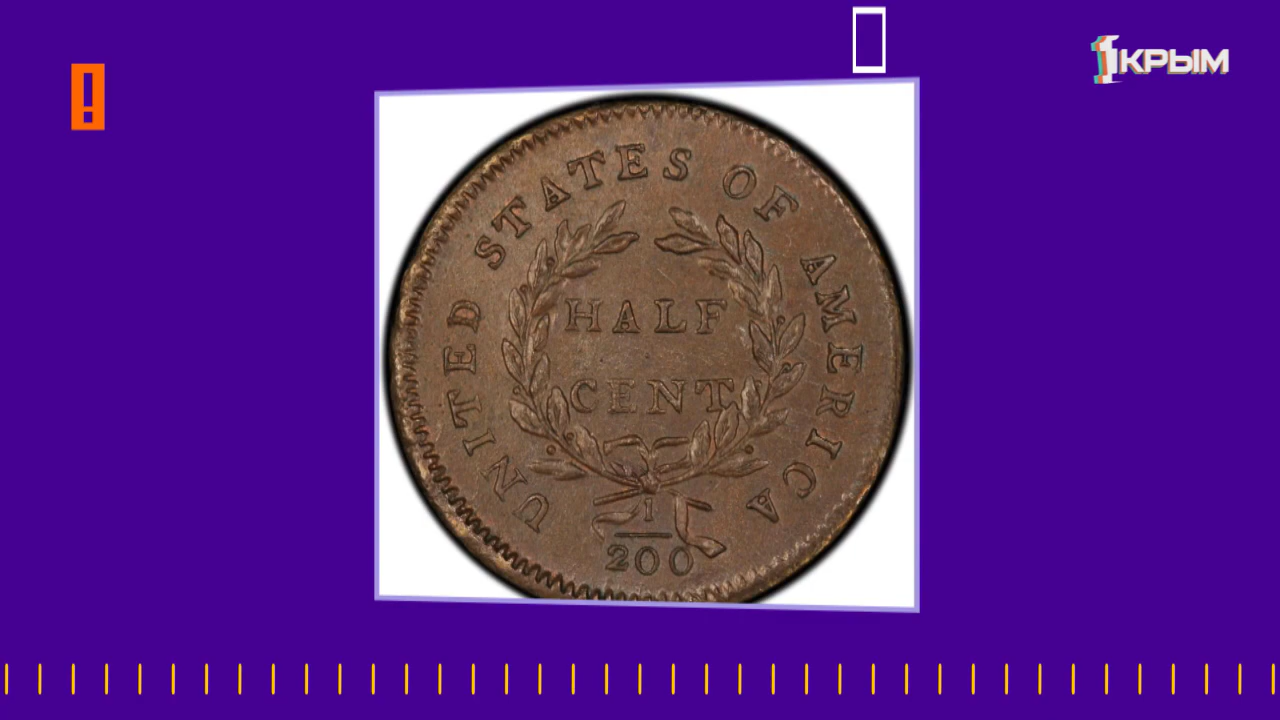 1КРЫМ
UNITED STATES OF AMERICA
HALF
CENT
1
200